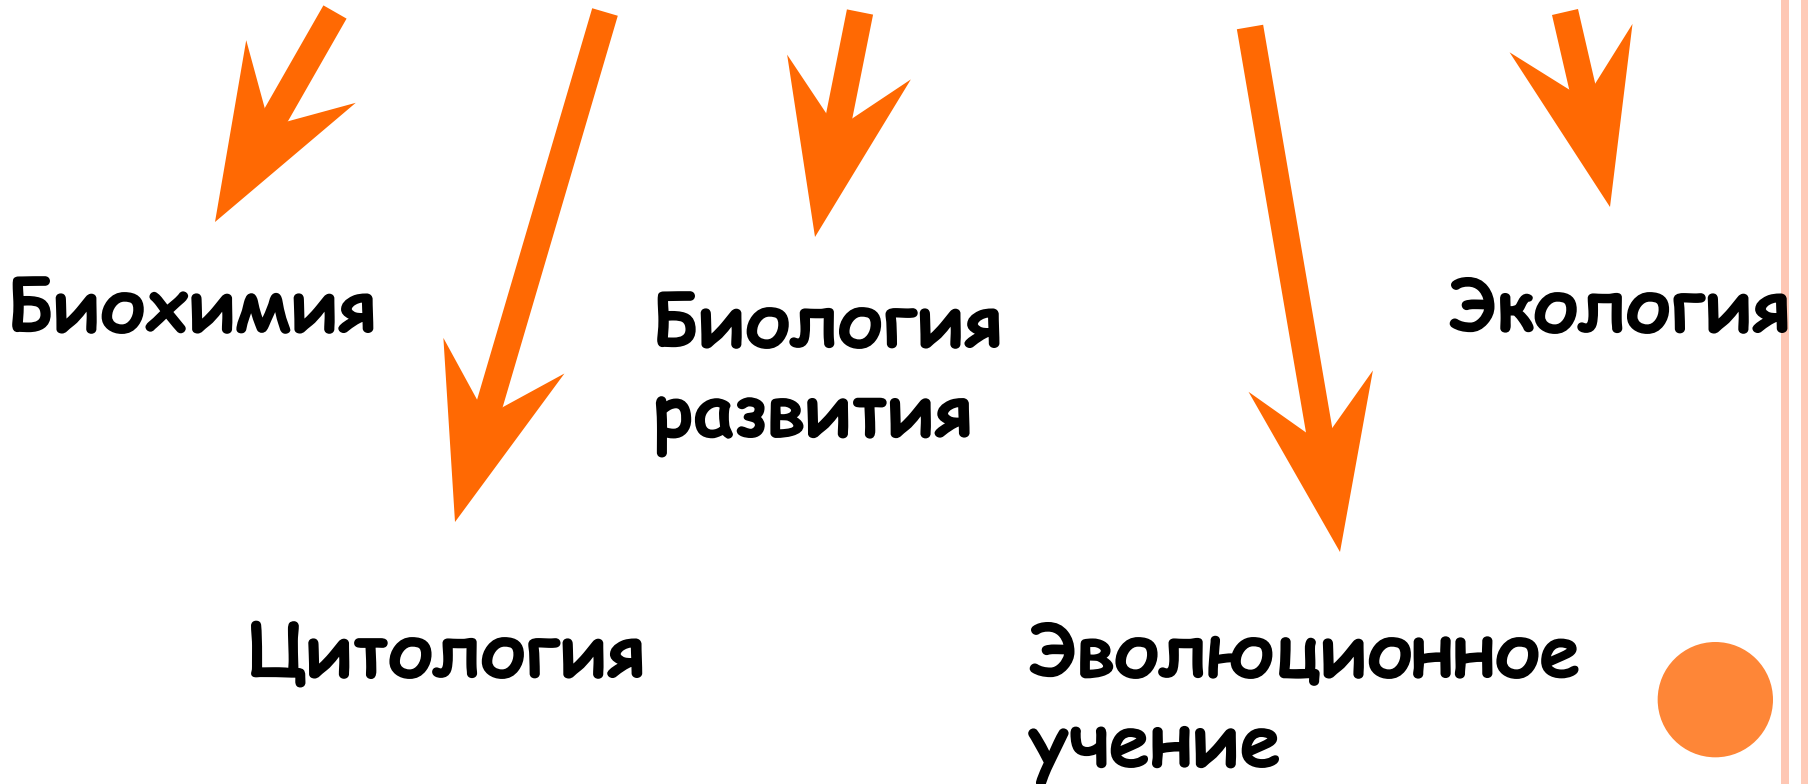 Биохимия
Биология
развития
Экология
Цитология
Эволюционное
учение